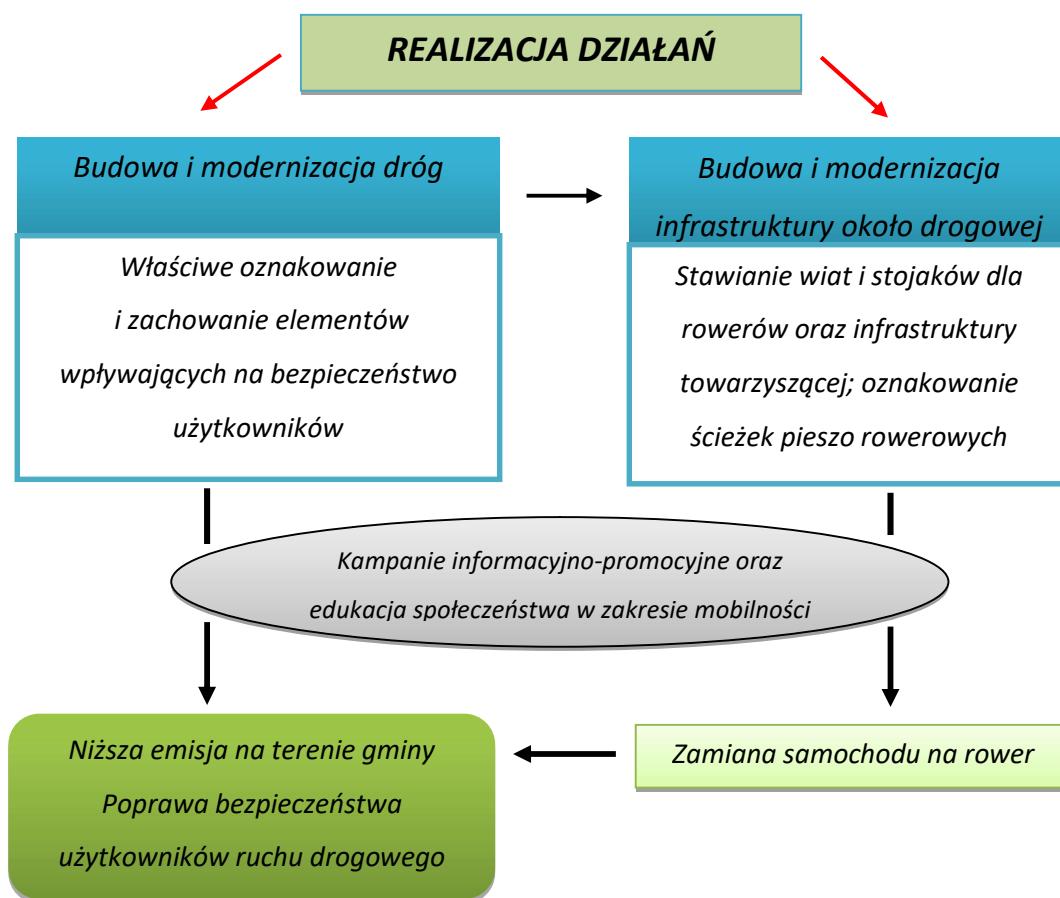 REALIZACJA DZIAŁAŃ
Budowa i modernizacja dróg
Właściwe oznakowanie
i zachowanie elementów
wpływających na bezpieczeństwo
użytkowników
Budowa i modernizacja
infrastruktury około drogowej
Stawianie wiat i stojaków dla
rowerów oraz infrastruktury
towarzyszącej; oznakowanie
ścieżek pieszo rowerowych
Kampanie informacyjno-promocyjne oraz
edukacja społeczeństwa w zakresie mobilności
Niższa emisja na terenie gminy
Poprawa bezpieczeństwa
użytkowników ruchu drogowego
Zamiana samochodu na rower